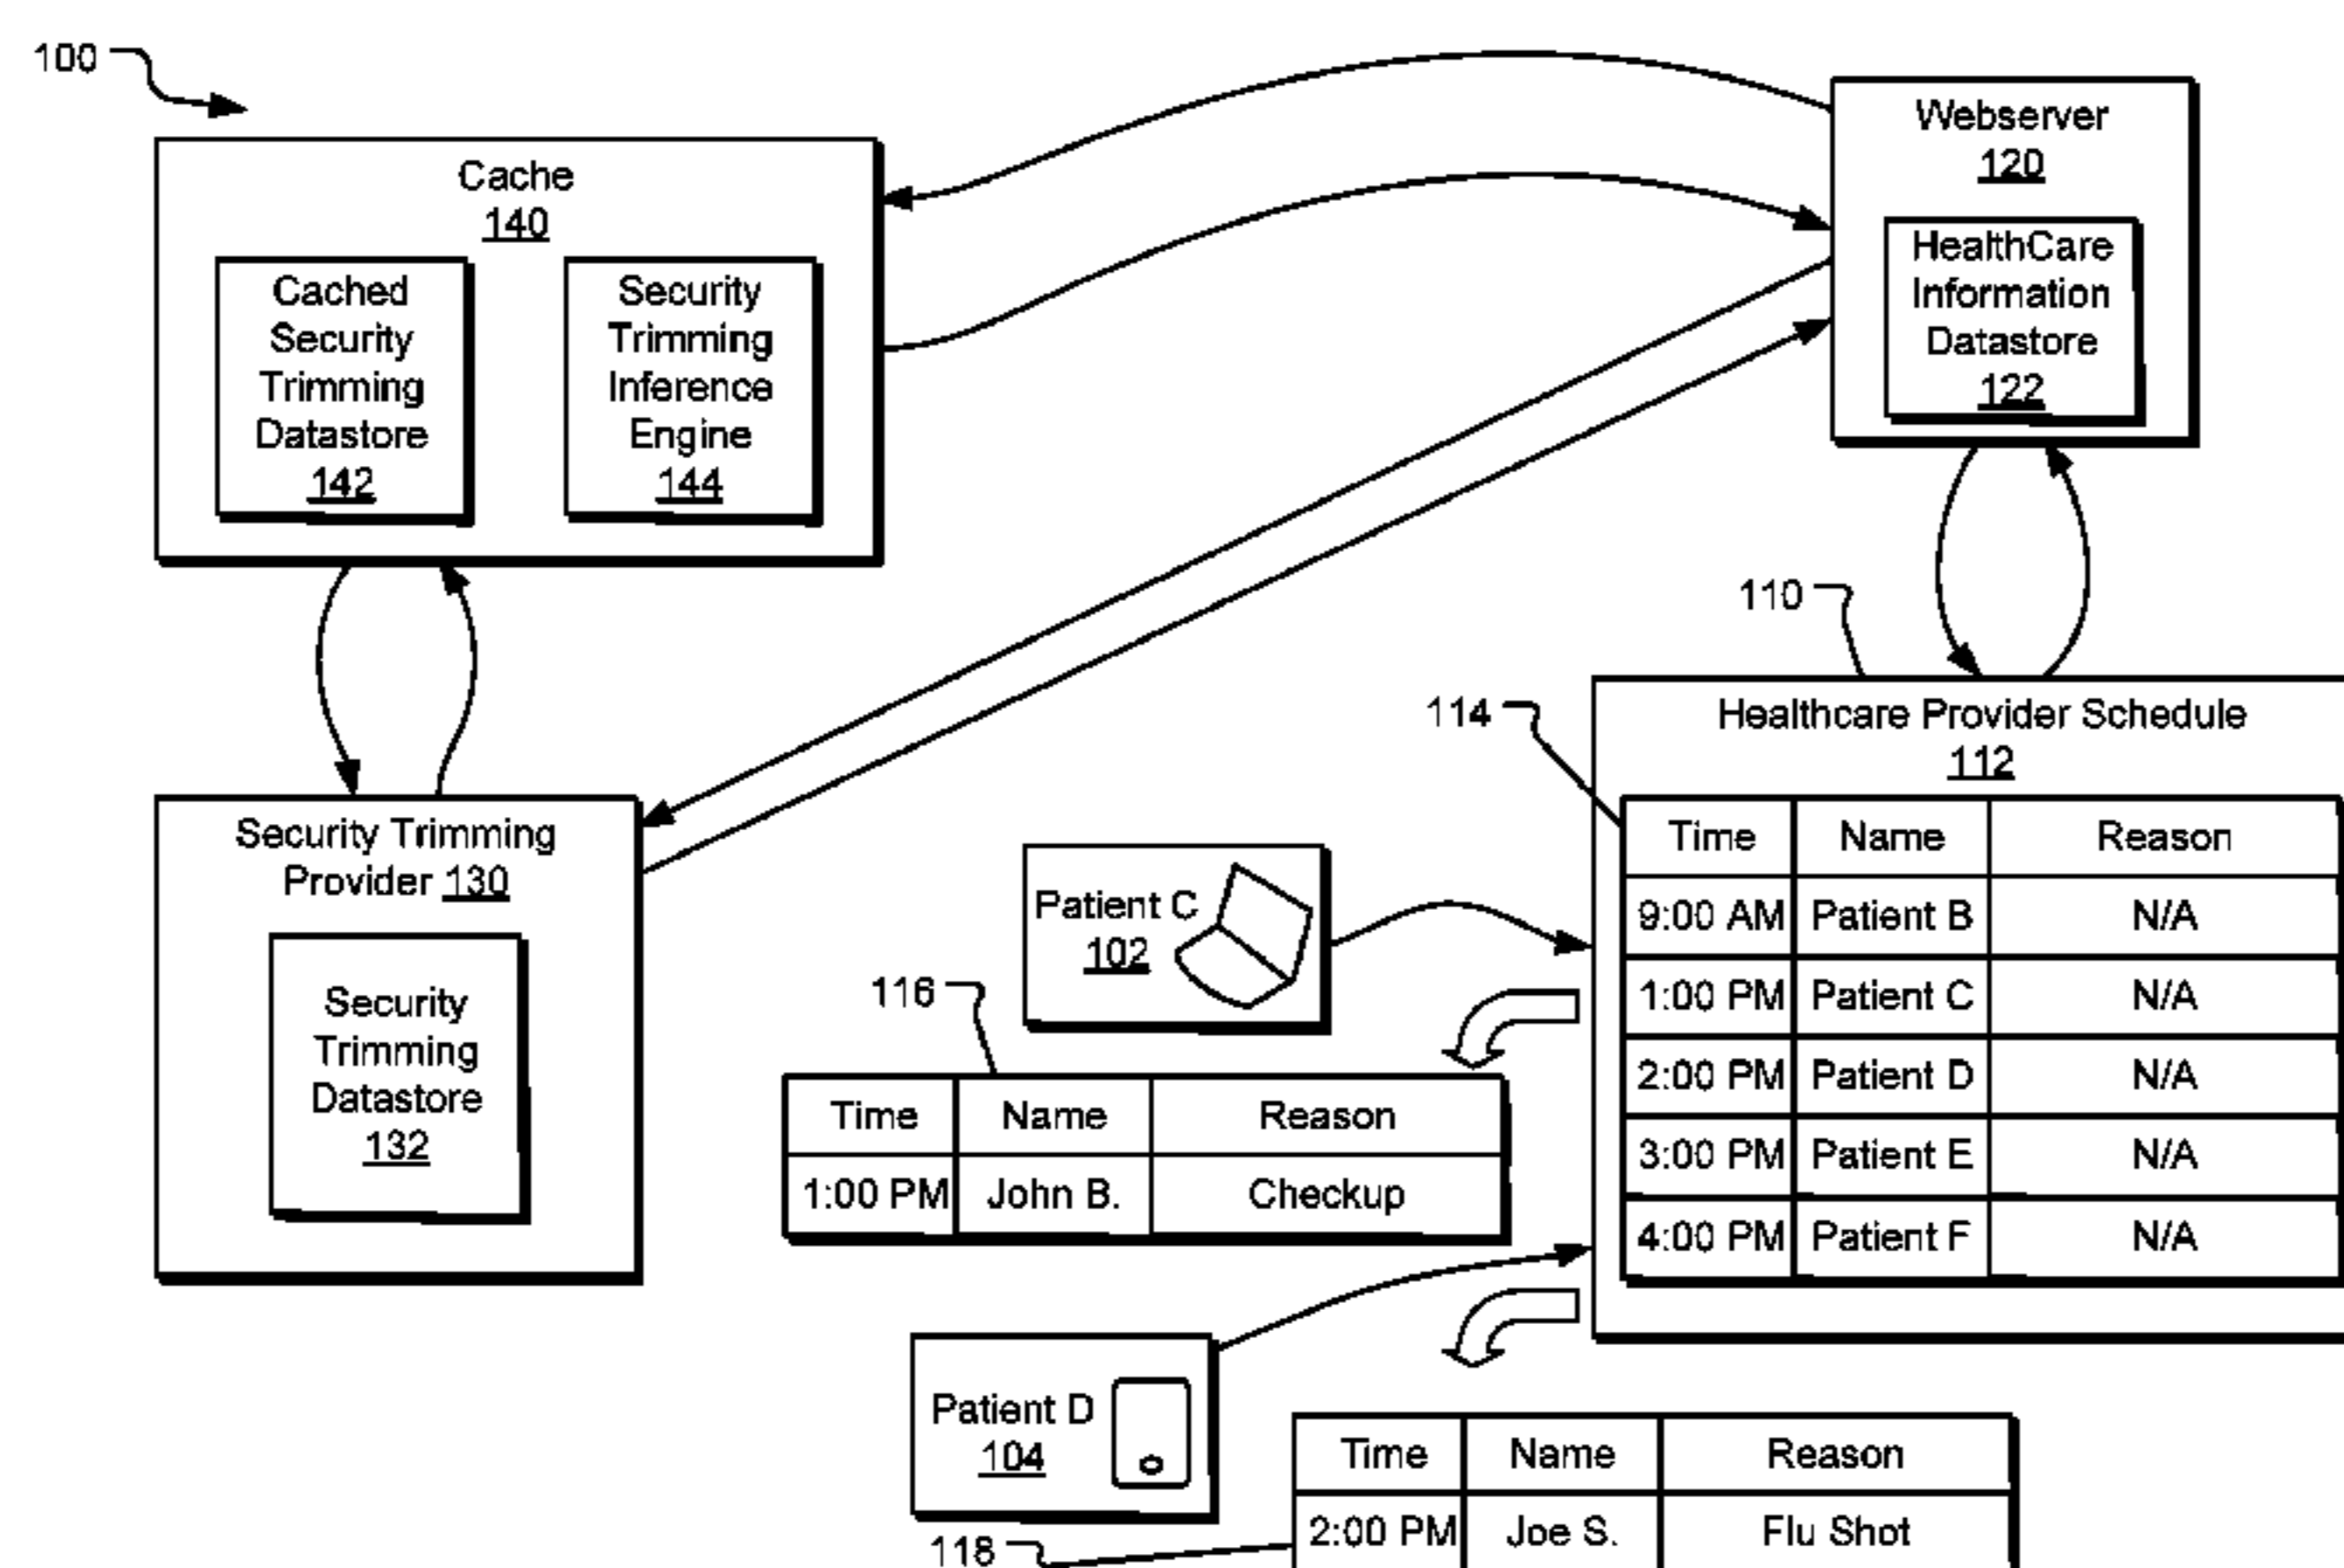 100
Cache
140
Cached
Security
Trimming
Datastore
142
Security
Trimming
Inference
Engine
144
Webserver
120
HealthCare
Information
Datastore
122
Security Trimming
Provider 130
Security
Trimming
Datastore
132
110
114
Healthcare Provider Schedule
112
Time Name Reason
9:00 AM Patient B N/A
1:00 PM Patient C N/A
2:00 PM Patient D N/A
3:00 PM Patient E N/A
4:00 PM Patient F N/A
Patient C
102
116
Time Name Reason
1:00 PM John B. Checkup
Patient D
104
118
Time Name Reason
2:00 PM Joe S. Flu Shot